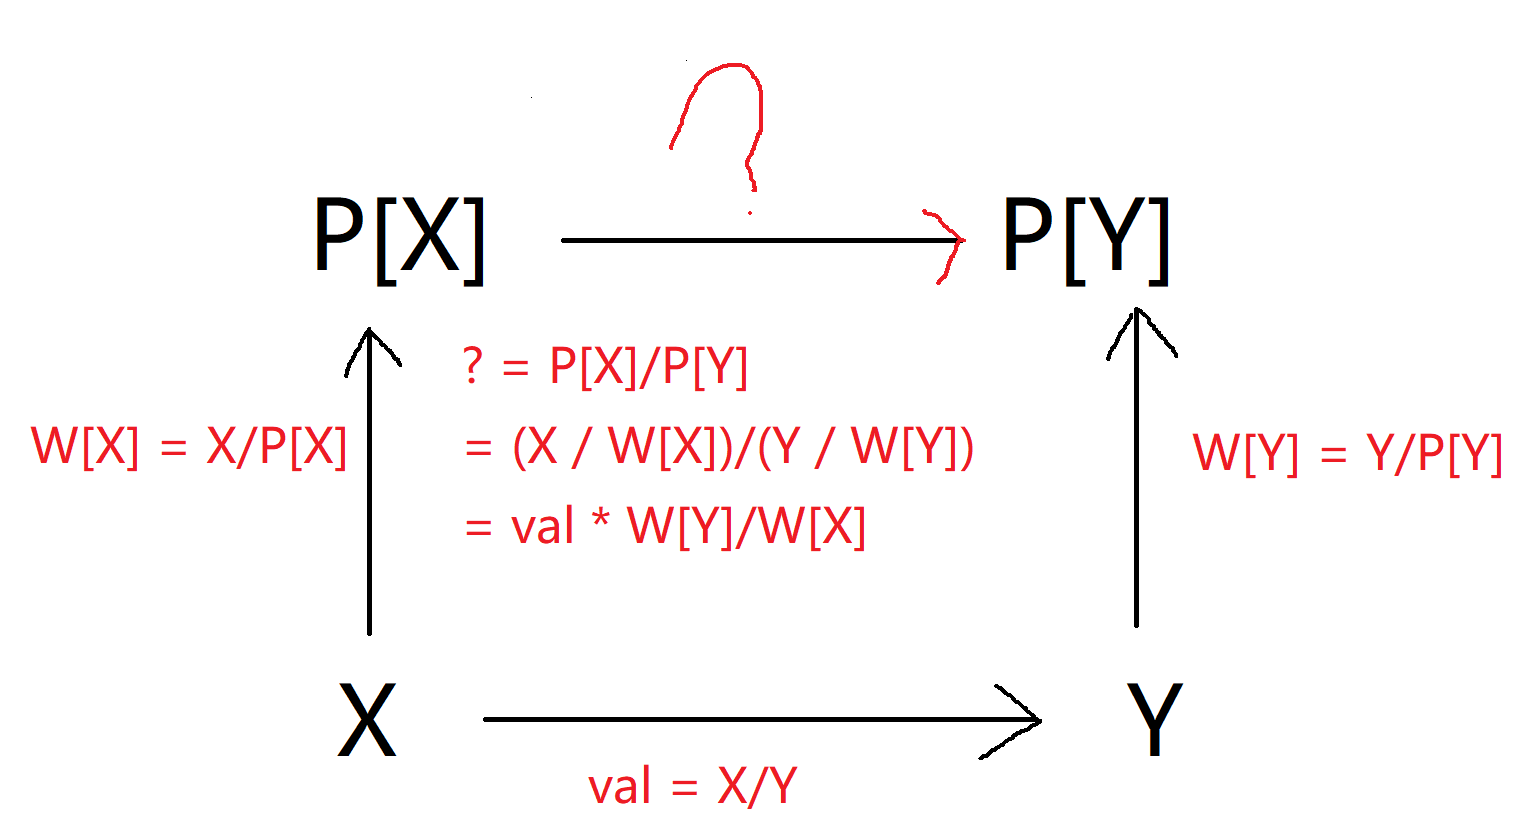 ?
P[X]
P[Y]
? = P[X]/P[Y]
W[X] = X/P[X]
= (X / W[X])/(Y / W[Y])
W[Y] = Y/P[Y]
= val * W[Y]/W[X]
X
Y
val = X/Y